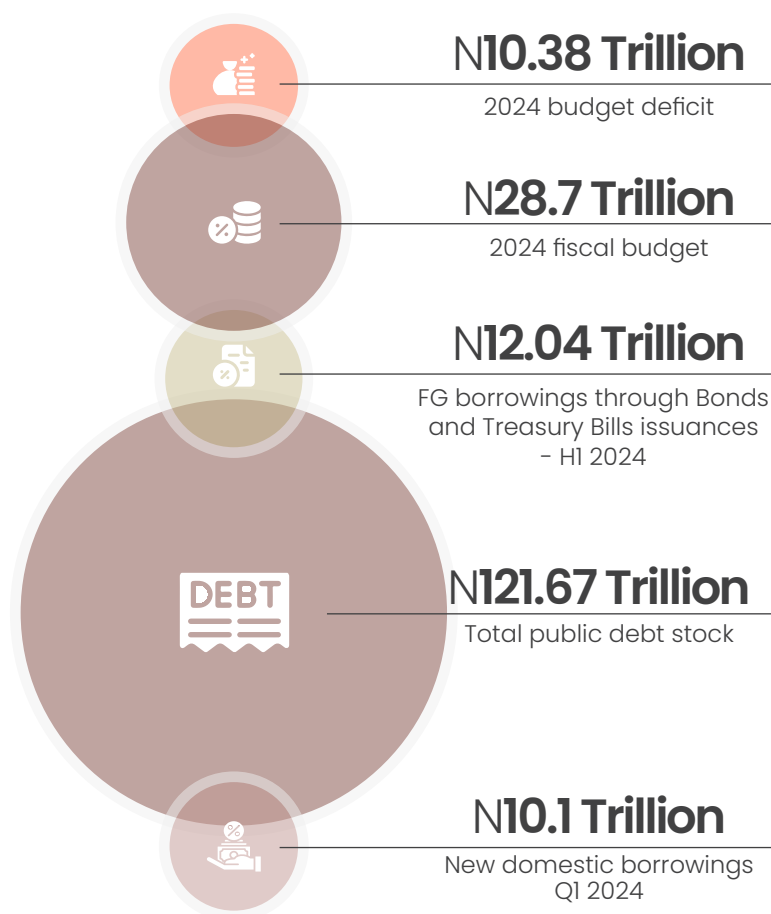 N10.38 Trillion
2024 budget deficit
N28.7 Trillion
2024 fiscal budget
N12.04 Trillion
FG borrowings through Bonds
and Treasury Bills issuances
- H1 2024
DEBT
N121.67 Trillion
Total public debt stock
N10.1 Trillion
New domestic borrowings
Q1 2024